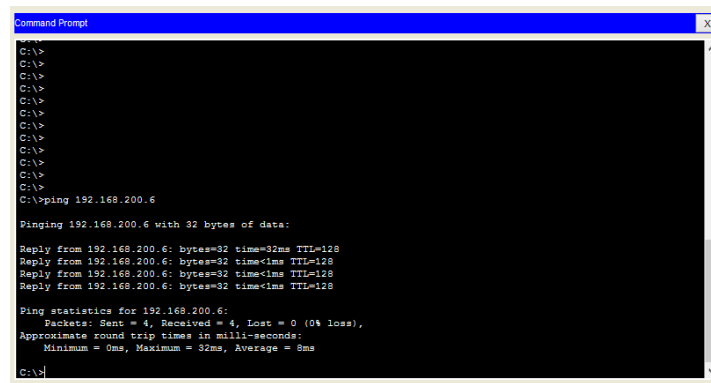 Command Prompt
X
C:\>
C:\>
C:\>
C:\>
C:\>
C:\>
C:\>
C:\>
C:\>
C:\>
C:\>
C:\>
C:\>ping 192.168.200.6
Pinging 192.168.200.6 with 32 bytes of data:
Reply from 192.168.200.6: bytes=32 time=32ms TTL=128
Reply from 192.168.200.6: bytes=32 time<1ms TTL=128
Reply from 192.168.200.6: bytes=32 time<1ms TTL=128
Reply from 192.168.200.6: bytes=32 time<1ms TTL=128
Ping statistics for 192.168.200.6:
Packets: Sent = 4, Received = 4, Lost = 0 (0% loss),
Approximate round trip times in milli-seconds:
Minimum = 0ms, Maximum = 32ms, Average = 8ms
C:\>